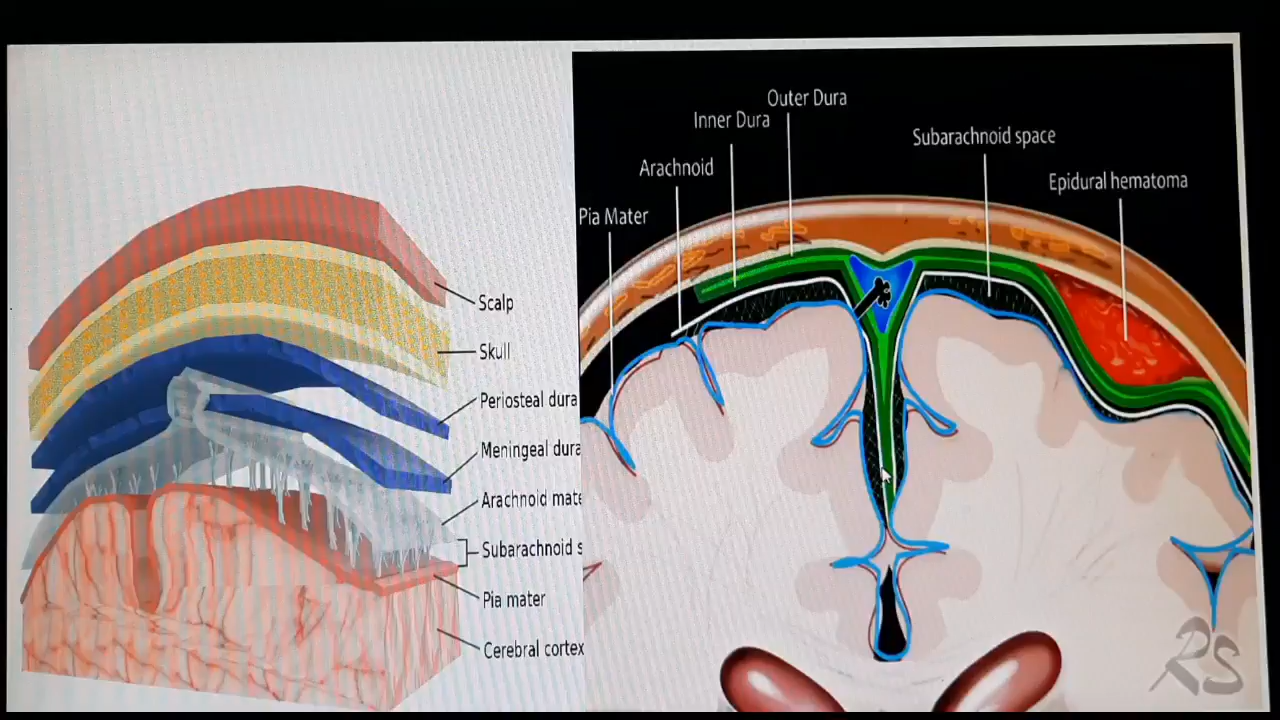 Scalp
Skull
Periosteal dura
Meningeal dura
Arachnoid mate
Subarachnoid s
Pia mater
Cerebral cortex
Outer Dura
Inner Dura
Subarachnoid space
Arachnoid
Epidural hematoma
Pia Mater
RS